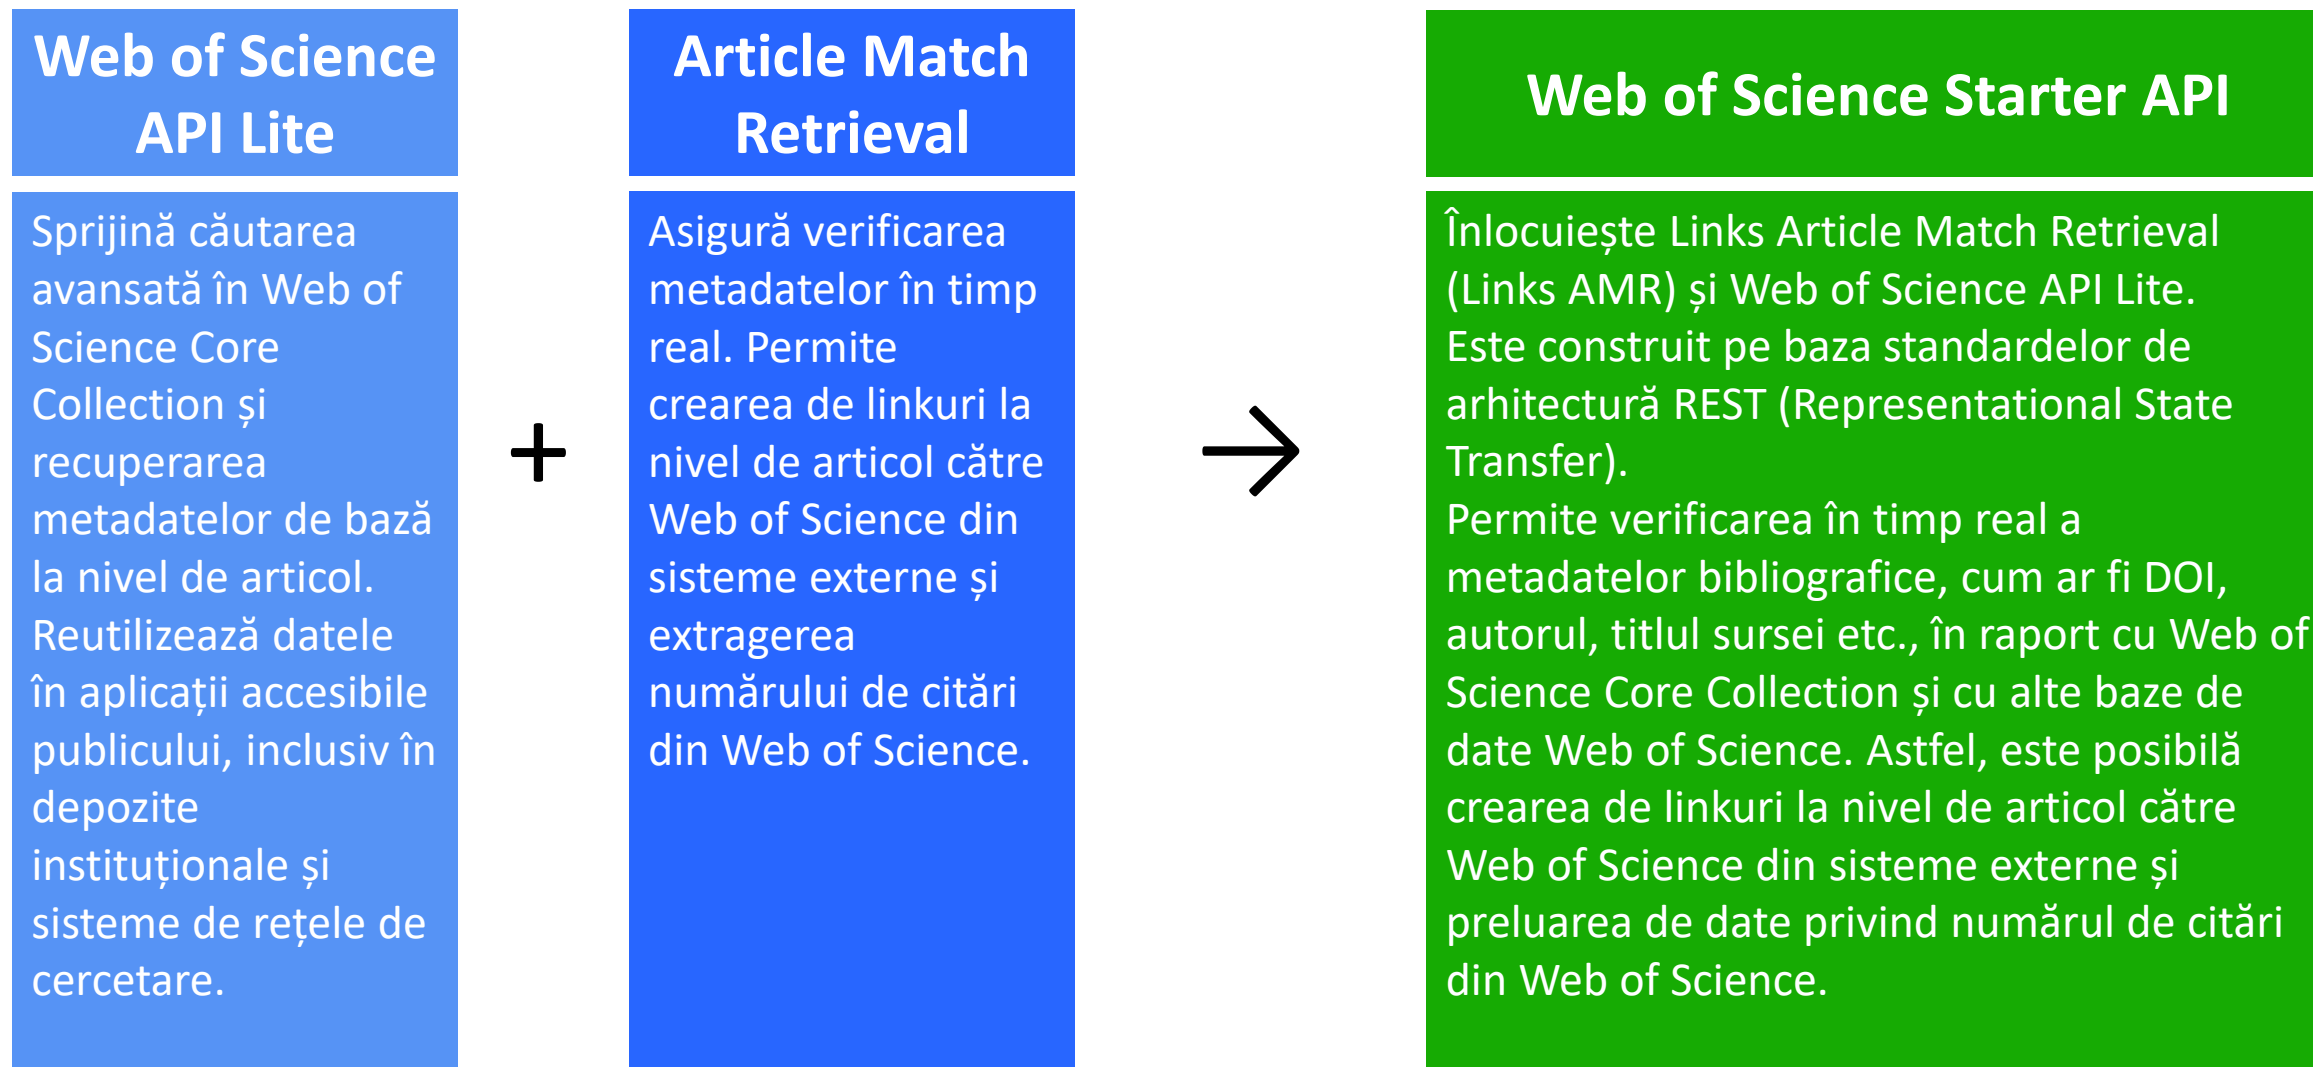 Web of Science
API Lite
Sprijină căutarea
avansată în Web of
Science Core
Collection și
recuperarea
metadatelor de bază
la nivel de articol.
Reutilizează datele
în aplicații accesibile
publicului, inclusiv în
depozite
instituționale și
sisteme de rețele de
cercetare.
+
Article Match
Retrieval
Asigură verificarea
metadatelor în timp
real. Permite
crearea de linkuri la
nivel de articol către
Web of Science din
sisteme externe și
extragerea
numărului de citări
din Web of Science.
→
Web of Science Starter API
Înlocuiește Links Article Match Retrieval
(Links AMR) și Web of Science API Lite.
Este construit pe baza standardelor de
arhitectură REST (Representational State
Transfer).
Permite verificarea în timp real a
metadatelor bibliografice, cum ar fi DOI,
autorul, titlul sursei etc., în raport cu Web of
Science Core Collection și cu alte baze de
date Web of Science. Astfel, este posibilă
crearea de linkuri la nivel de articol către
Web of Science din sisteme externe și
preluarea de date privind numărul de citări
din Web of Science.